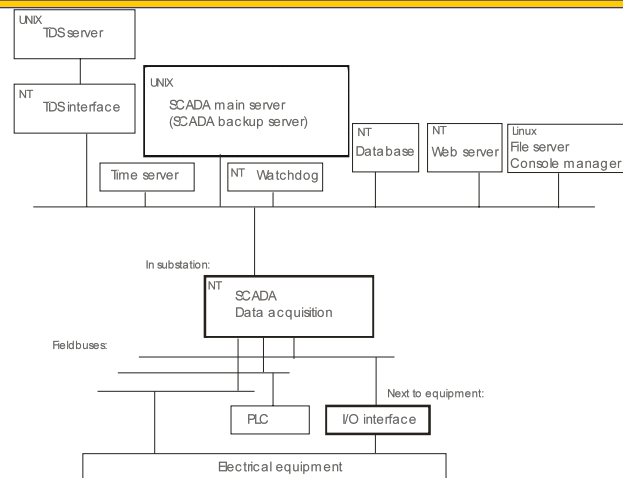 UNIX
TDS server
NT
TDS interface
UNIX
SCADA main server
(SCADA backup server)
NT
Database
NT
Web server
Linux
File server
Console manager
Time server
NT Watchdog
In substation:
NT
SCADA
Data acquisition
Fieldbuses:
Next to equipment:
PLC
I/O interface
Electrical equipment